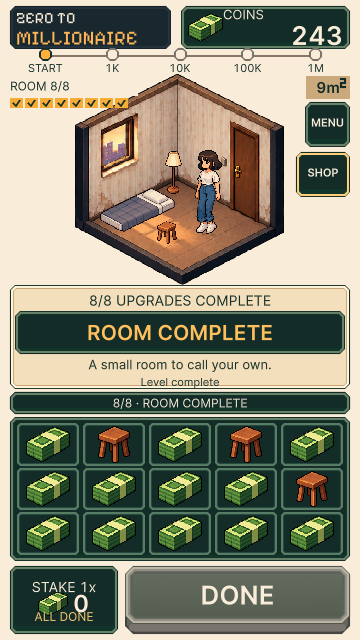 ZERO TO
MILLIONAIRE
COINS
243
START
1K
10K
100K
1M
ROOM 8/8
9m²
MENU
SHOP
8/8 UPGRADES COMPLETE
ROOM COMPLETE
A small room to call your own.
Level complete
8/8 · ROOM COMPLETE
STAKE 1x
0
ALL DONE
DONE